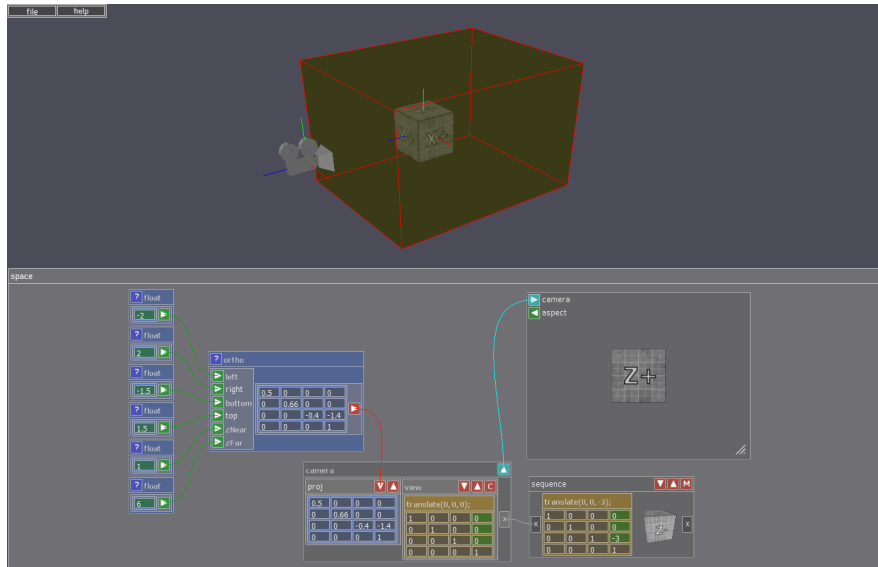 file help
X+
space
? float
-2
? float
2
? float
-1.5
? float
1.5
? float
1
? float
6
? ortho
left
right
bottom
top
zNear
zFar
0.5 0 0 0
0 0.66 0 0
0 0 -0.4 -1.4
0 0 0 1
camera
aspect
Z+
camera
proj
0.5 0 0 0
0 0.66 0 0
0 0 -0.4 -1.4
0 0 0 1
view C
translate(0, 0, 0);
1 0 0 0
0 1 0 0
0 0 1 0
0 0 0 1
x
sequence M
x
translate(0, 0, -3);
1 0 0 0
0 1 0 0
0 0 1 -3
0 0 0 1
x